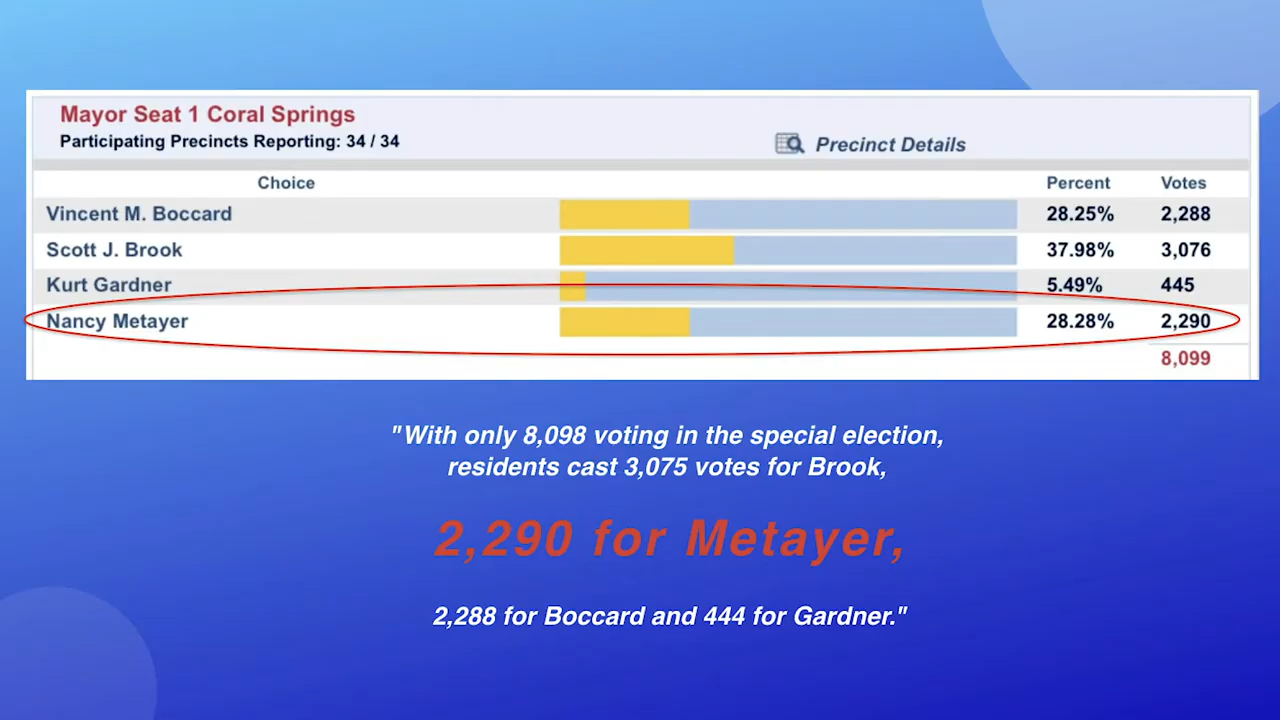 Mayor Seat 1 Coral Springs
Participating Precincts Reporting: 34 / 34
Precinct Details
Choice Percent Votes
Vincent M. Boccard 28.25% 2,288
Scott J. Brook 37.98% 3,076
Kurt Gardner 5.49% 445
Nancy Metayer 28.28% 2,290
8,099
"With only 8,098 voting in the special election,
residents cast 3,075 votes for Brook,
2,290 for Metayer,
2,288 for Boccard and 444 for Gardner."